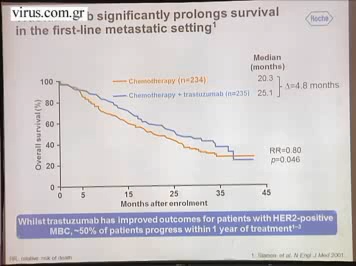 virus.com.gr
significantly prolongs survival
in the first-line metastatic setting1
Roche
Median
(months)
Chemotherapy (n=234)
20.3
Chemotherapy + trastuzumab (n=235)
25.1
Δ=4.8 months
Overall survival (%)
100
80
60
40
20
0
RR=0.80
p=0.046
0
5
15
25
35
45
Months after enrolment
Whilst trastuzumab has improved outcomes for patients with HER2-positive
MBC, ~50% of patients progress within 1 year of treatment1–3
RR, relative risk of death
1. Slamon et al. N Engl J Med 2001